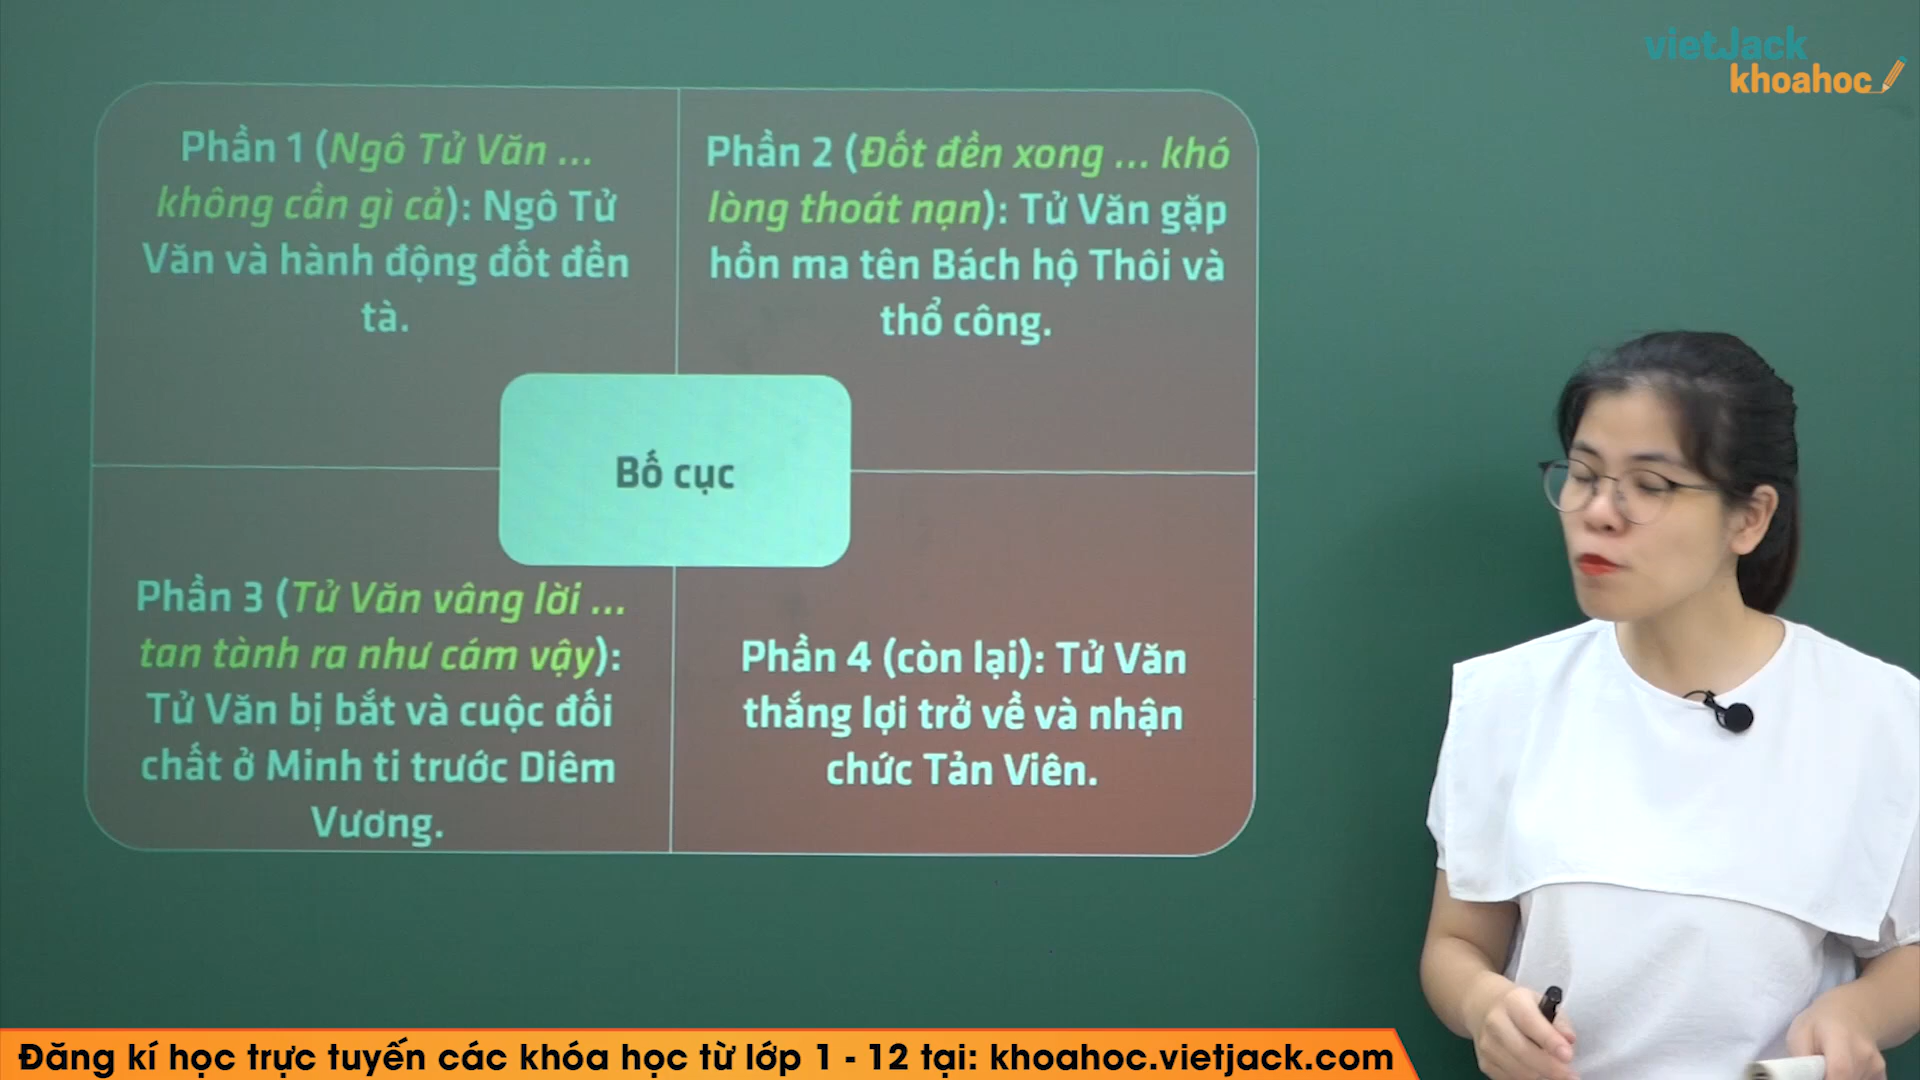 vietJack
khoahoc
Phần 1 (Ngô Tử Văn ...
không cần gì cả): Ngô Tử
Văn và hành động đốt đền
tà.
Phần 2 (Đốt đền xong ... khó
lòng thoát nạn): Tử Văn gặp
hồn ma tên Bách hộ Thôi và
thổ công.
Bố cục
Phần 3 (Tử Văn vâng lời ...
tan tành ra như cám vậy):
Tử Văn bị bắt và cuộc đối
chất ở Minh ti trước Diêm
Vương.
Phần 4 (còn lại): Tử Văn
thắng lợi trở về và nhận
chức Tản Viên.
Đăng kí học trực tuyến các khóa học từ lớp 1 - 12 tại: khoahoc.vietjack.com